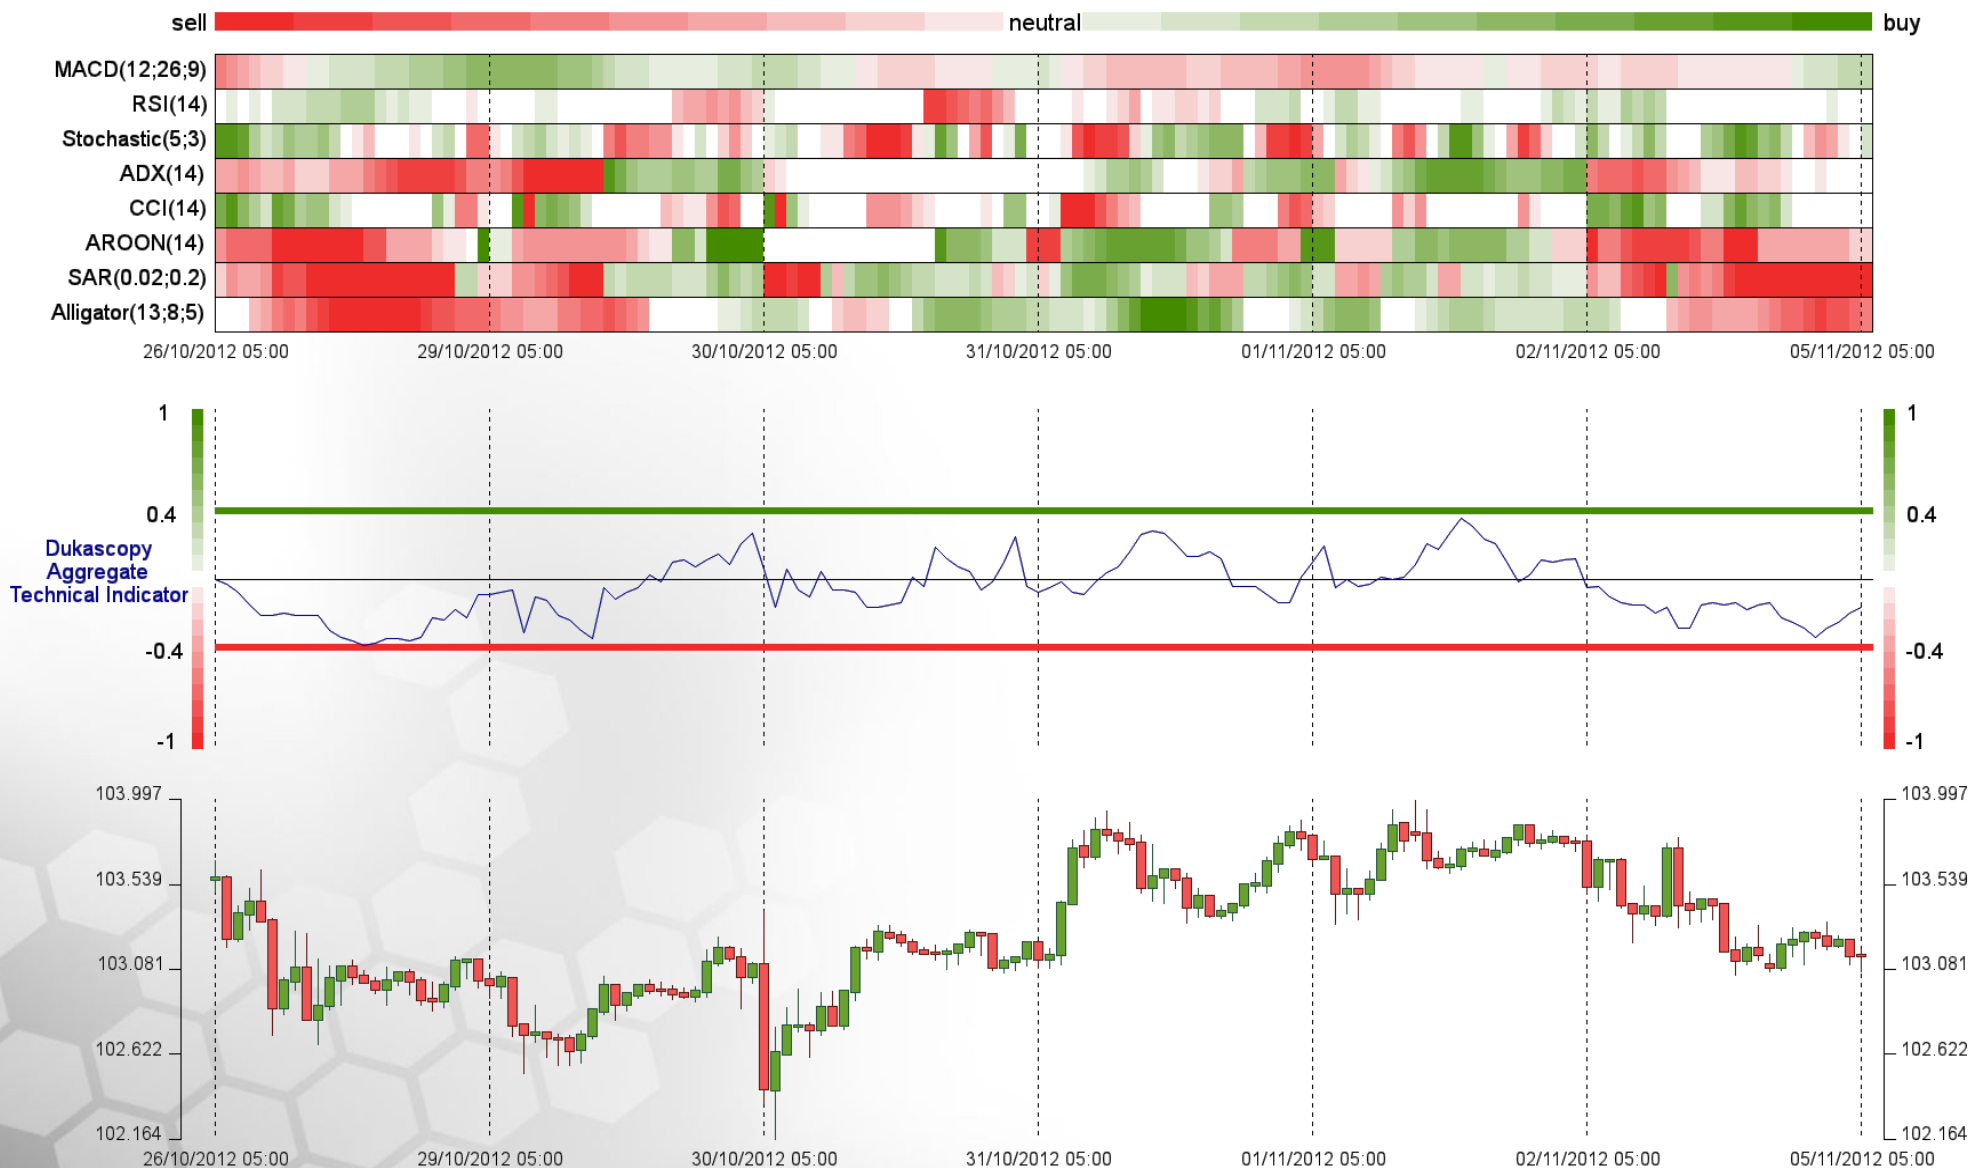 sell neutral buy
MACD(12;26;9)
RSI(14)
Stochastic(5;3)
ADX(14)
CCI(14)
AROON(14)
SAR(0.02;0.2)
Alligator(13;8;5)
26/10/2012 05:00 29/10/2012 05:00 30/10/2012 05:00 31/10/2012 05:00 01/11/2012 05:00 02/11/2012 05:00 05/11/2012 05:00
1 1
0.4 0.4
Dukascopy
Aggregate
Technical Indicator
-0.4 -0.4
-1 -1
103.997 103.997
103.539 103.539
103.081 103.081
102.622 102.622
102.164 102.164
26/10/2012 05:00 29/10/2012 05:00 30/10/2012 05:00 31/10/2012 05:00 01/11/2012 05:00 02/11/2012 05:00 05/11/2012 05:00